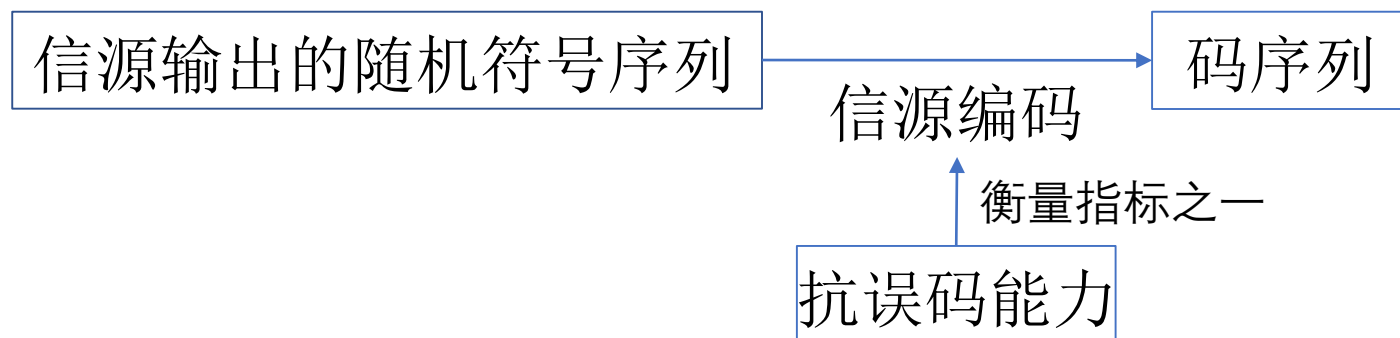 信源输出的随机符号序列
码序列
信源编码
衡量指标之一
抗误码能力